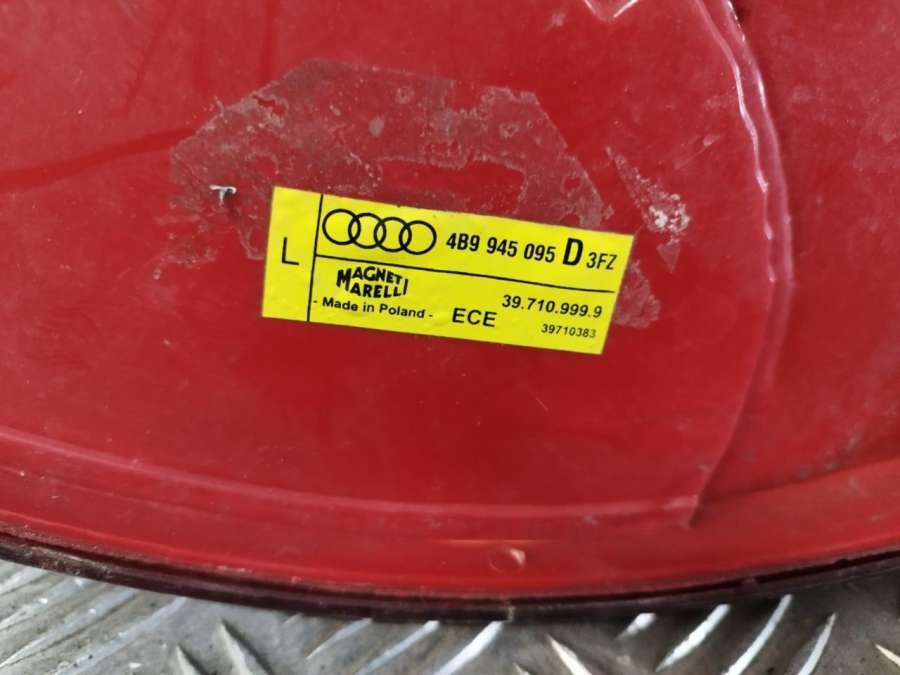 L
4B9 945 095 D 3FZ
MAGNETI
MARELLI
39.710.999.9
- Made in Poland - ECE
39710383